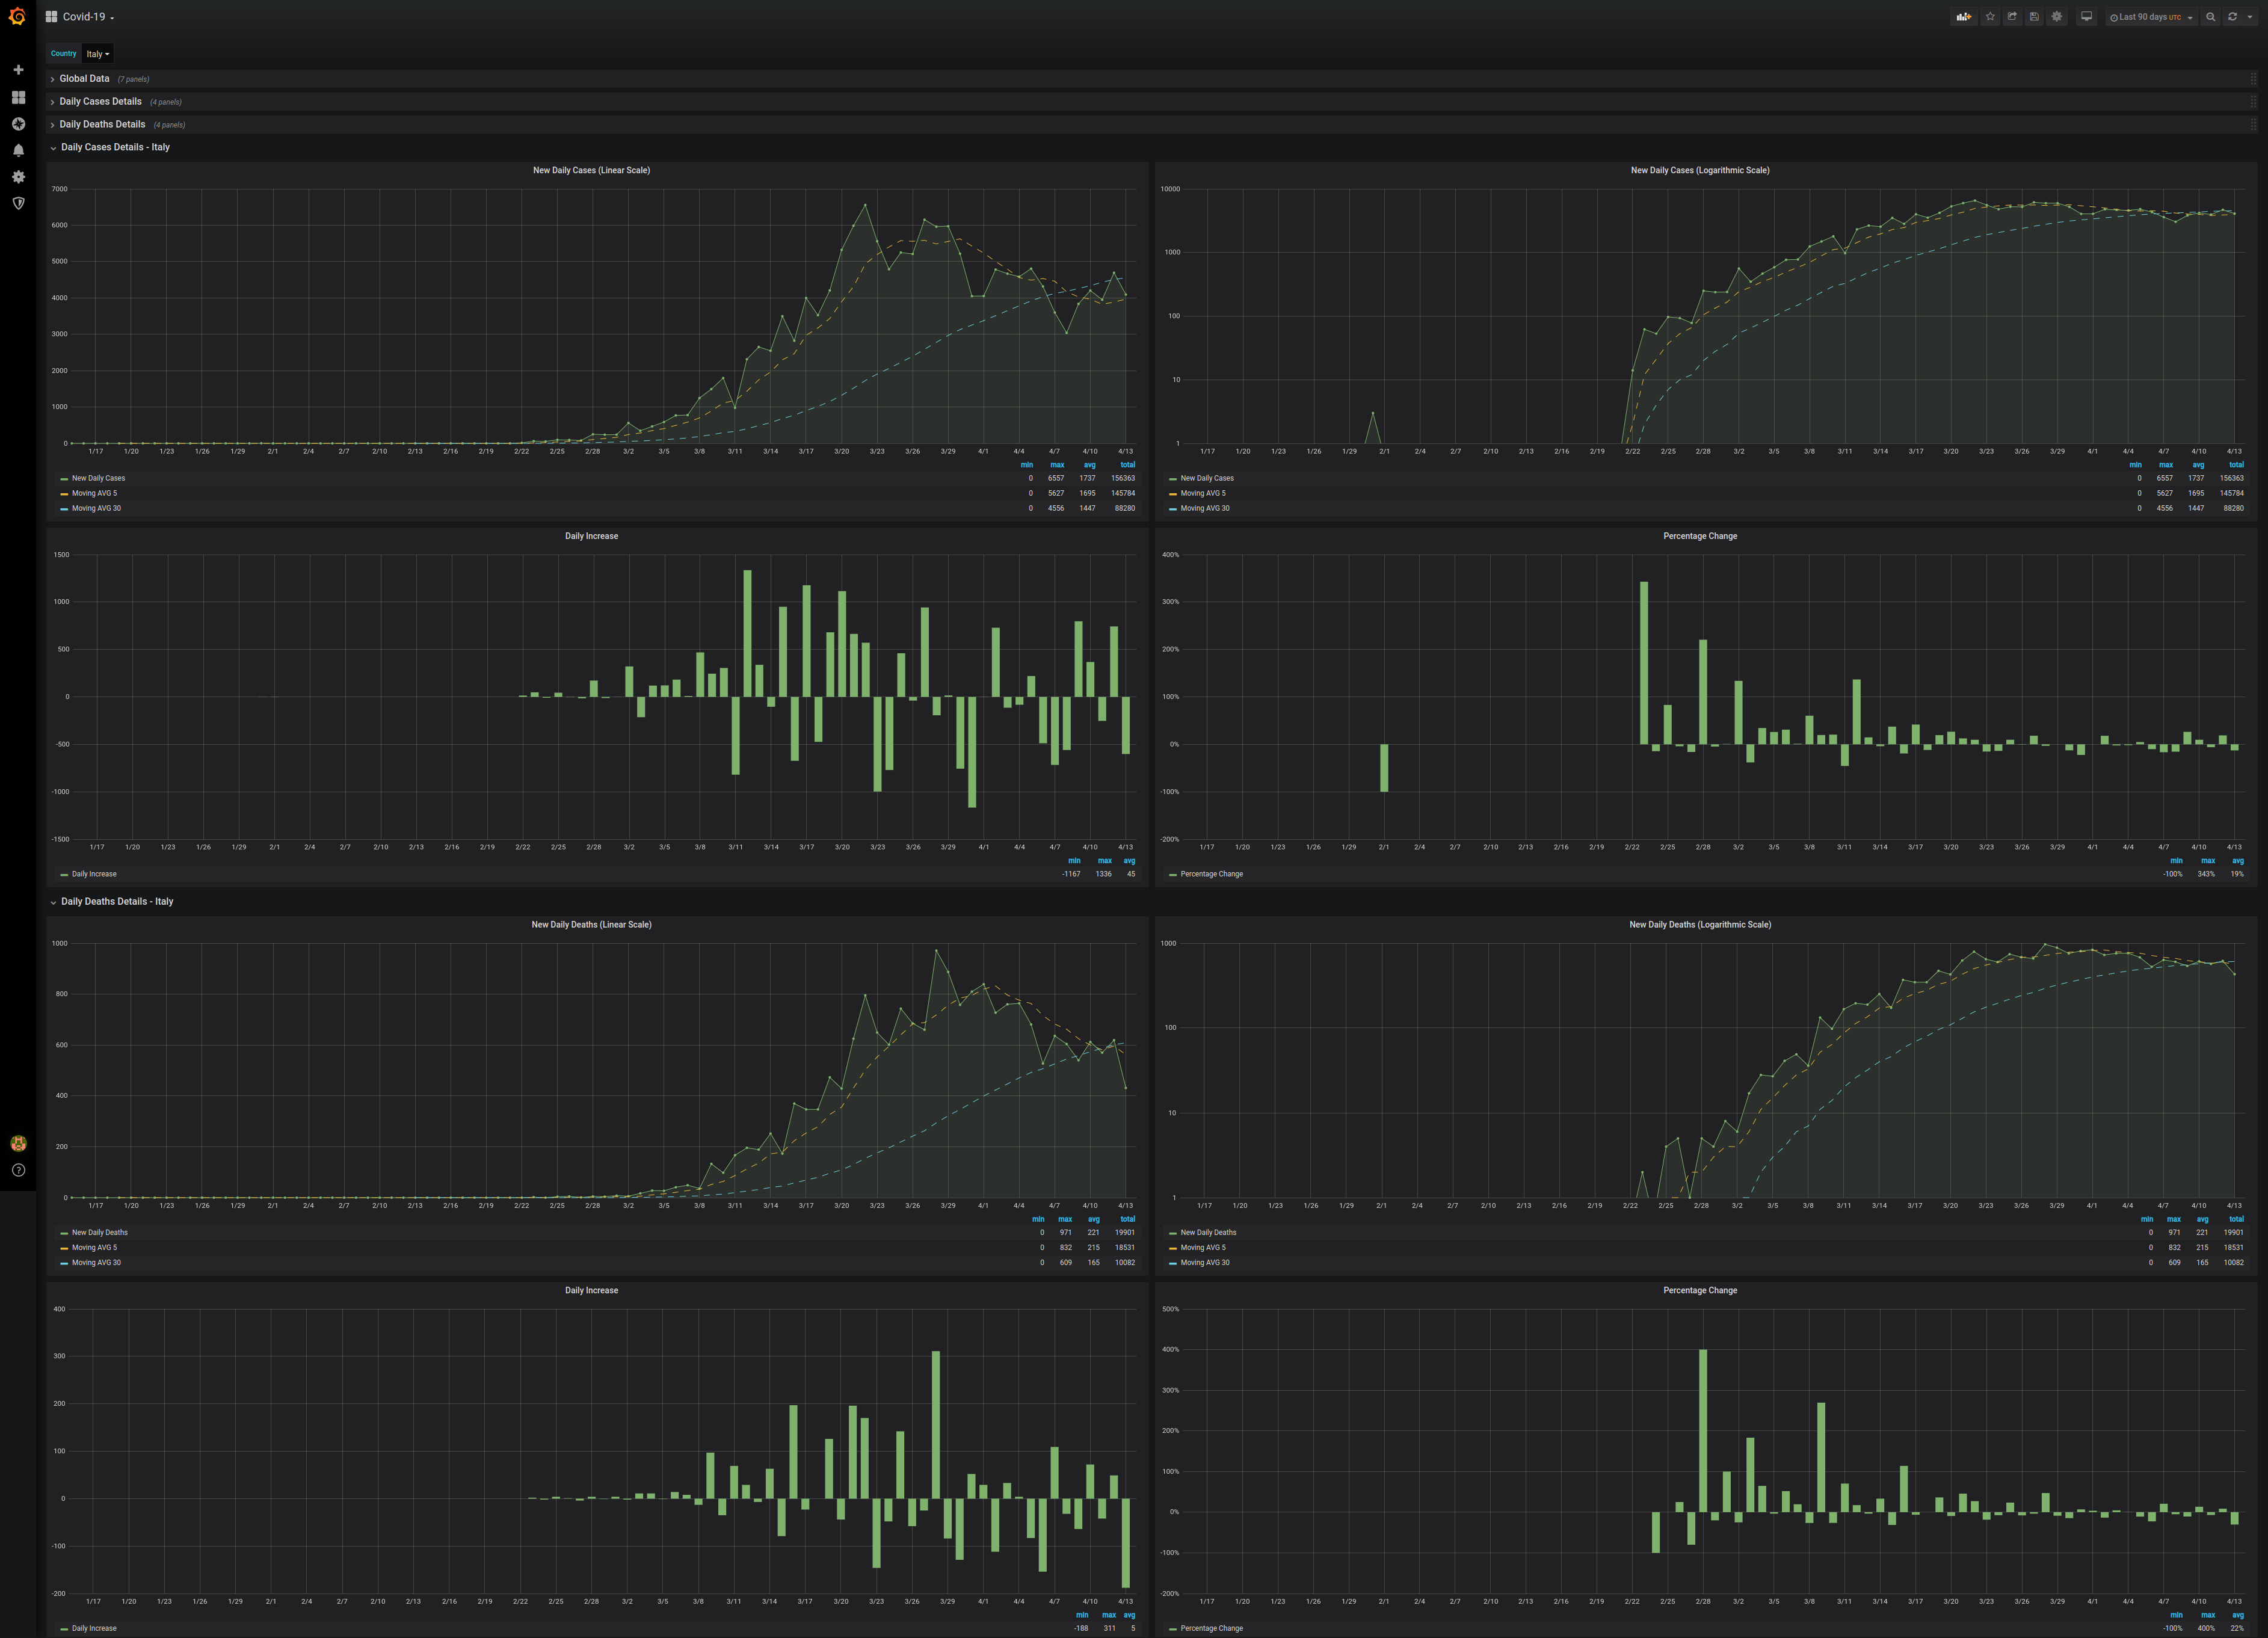 Covid-19
Last 90 days UTC
Country Italy
Global Data (7 panels)
Daily Cases Details (4 panels)
Daily Deaths Details (4 panels)
Daily Cases Details - Italy
New Daily Cases (Linear Scale)
7000
6000
5000
4000
3000
2000
1000
0
1/17 1/20 1/23 1/26 1/29 2/1 2/4 2/7 2/10 2/13 2/16 2/19 2/22 2/25 2/28 3/2 3/5 3/8 3/11 3/14 3/17 3/20 3/23 3/26 3/29 4/1 4/4 4/7 4/10 4/13
min max avg total
New Daily Cases 0 6557 1737 156363
Moving AVG 5 0 5627 1695 145784
Moving AVG 30 0 4556 1447 88280
New Daily Cases (Logarithmic Scale)
10000
1000
100
10
1
1/17 1/20 1/23 1/26 1/29 2/1 2/4 2/7 2/10 2/13 2/16 2/19 2/22 2/25 2/28 3/2 3/5 3/8 3/11 3/14 3/17 3/20 3/23 3/26 3/29 4/1 4/4 4/7 4/10 4/13
min max avg total
New Daily Cases 0 6557 1737 156363
Moving AVG 5 0 5627 1695 145784
Moving AVG 30 0 4556 1447 88280
Daily Increase
1500
1000
500
0
-500
-1000
-1500
1/17 1/20 1/23 1/26 1/29 2/1 2/4 2/7 2/10 2/13 2/16 2/19 2/22 2/25 2/28 3/2 3/5 3/8 3/11 3/14 3/17 3/20 3/23 3/26 3/29 4/1 4/4 4/7 4/10 4/13
min max avg
Daily Increase -1167 1336 45
Percentage Change
400%
300%
200%
100%
0%
-100%
-200%
1/17 1/20 1/23 1/26 1/29 2/1 2/4 2/7 2/10 2/13 2/16 2/19 2/22 2/25 2/28 3/2 3/5 3/8 3/11 3/14 3/17 3/20 3/23 3/26 3/29 4/1 4/4 4/7 4/10 4/13
min max avg
Percentage Change -100% 343% 19%
Daily Deaths Details - Italy
New Daily Deaths (Linear Scale)
1000
800
600
400
200
0
1/17 1/20 1/23 1/26 1/29 2/1 2/4 2/7 2/10 2/13 2/16 2/19 2/22 2/25 2/28 3/2 3/5 3/8 3/11 3/14 3/17 3/20 3/23 3/26 3/29 4/1 4/4 4/7 4/10 4/13
min max avg total
New Daily Deaths 0 971 221 19901
Moving AVG 5 0 832 215 18531
Moving AVG 30 0 609 165 10082
New Daily Deaths (Logarithmic Scale)
1000
100
10
1
1/17 1/20 1/23 1/26 1/29 2/1 2/4 2/7 2/10 2/13 2/16 2/19 2/22 2/25 2/28 3/2 3/5 3/8 3/11 3/14 3/17 3/20 3/23 3/26 3/29 4/1 4/4 4/7 4/10 4/13
min max avg total
New Daily Deaths 0 971 221 19901
Moving AVG 5 0 832 215 18531
Moving AVG 30 0 609 165 10082
Daily Increase
400
300
200
100
0
-100
-200
1/17 1/20 1/23 1/26 1/29 2/1 2/4 2/7 2/10 2/13 2/16 2/19 2/22 2/25 2/28 3/2 3/5 3/8 3/11 3/14 3/17 3/20 3/23 3/26 3/29 4/1 4/4 4/7 4/10 4/13
min max avg
Daily Increase -188 311 5
Percentage Change
500%
400%
300%
200%
100%
0%
-100%
-200%
1/17 1/20 1/23 1/26 1/29 2/1 2/4 2/7 2/10 2/13 2/16 2/19 2/22 2/25 2/28 3/2 3/5 3/8 3/11 3/14 3/17 3/20 3/23 3/26 3/29 4/1 4/4 4/7 4/10 4/13
min max avg
Percentage Change -100% 400% 22%